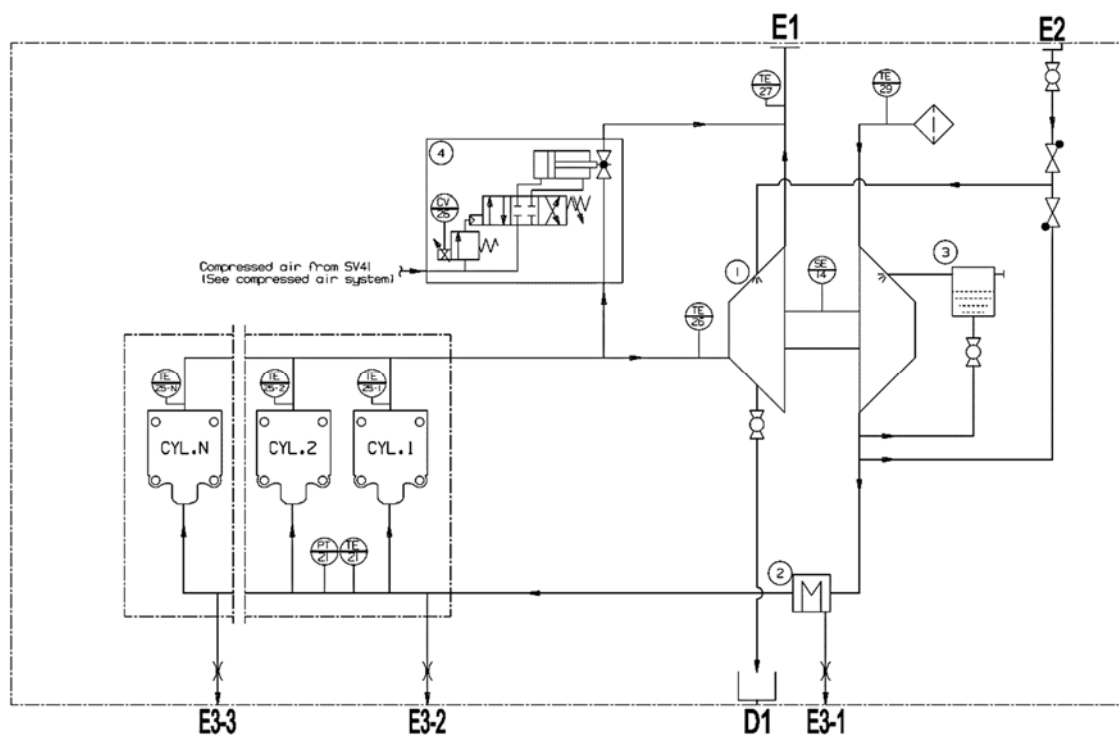 E1
E2
TE
27
TE
29
4
CV
26
Compressed air from SV41
(See compressed air system)
1
SE
14
3
TE
26
TE
25-N
TE
25-2
TE
25-1
CYL.N
CYL.2
CYL.1
PT
21
TE
21
2
M
E3-3
E3-2
D1
E3-1